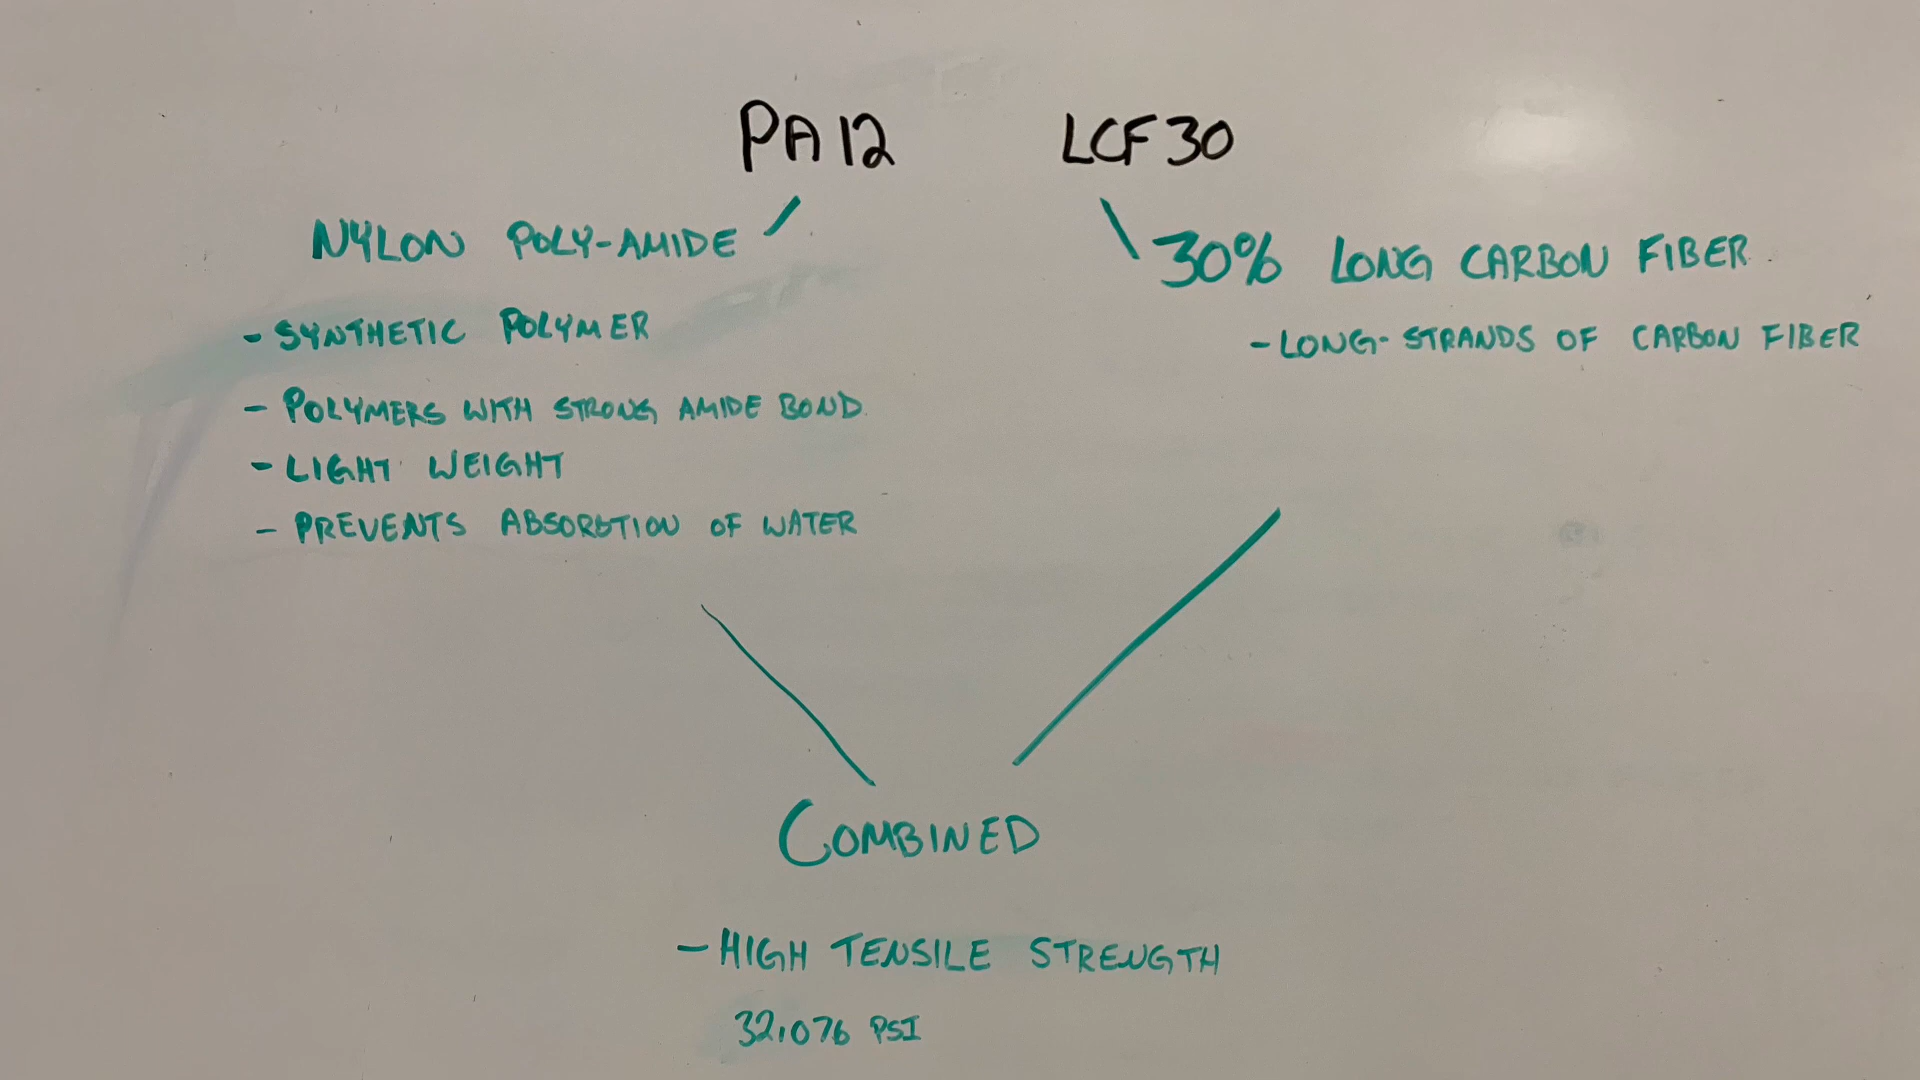 PA12 LCF30
NYLON POLY-AMIDE
30% LONG CARBON FIBER
- SYNTHETIC POLYMER
- LONG-STRANDS OF CARBON FIBER
- POLYMERS WITH STRONG AMIDE BOND
- LIGHT WEIGHT
- PREVENTS ABSORBTION OF WATER
COMBINED
- HIGH TENSILE STRENGTH
32,076 PSI